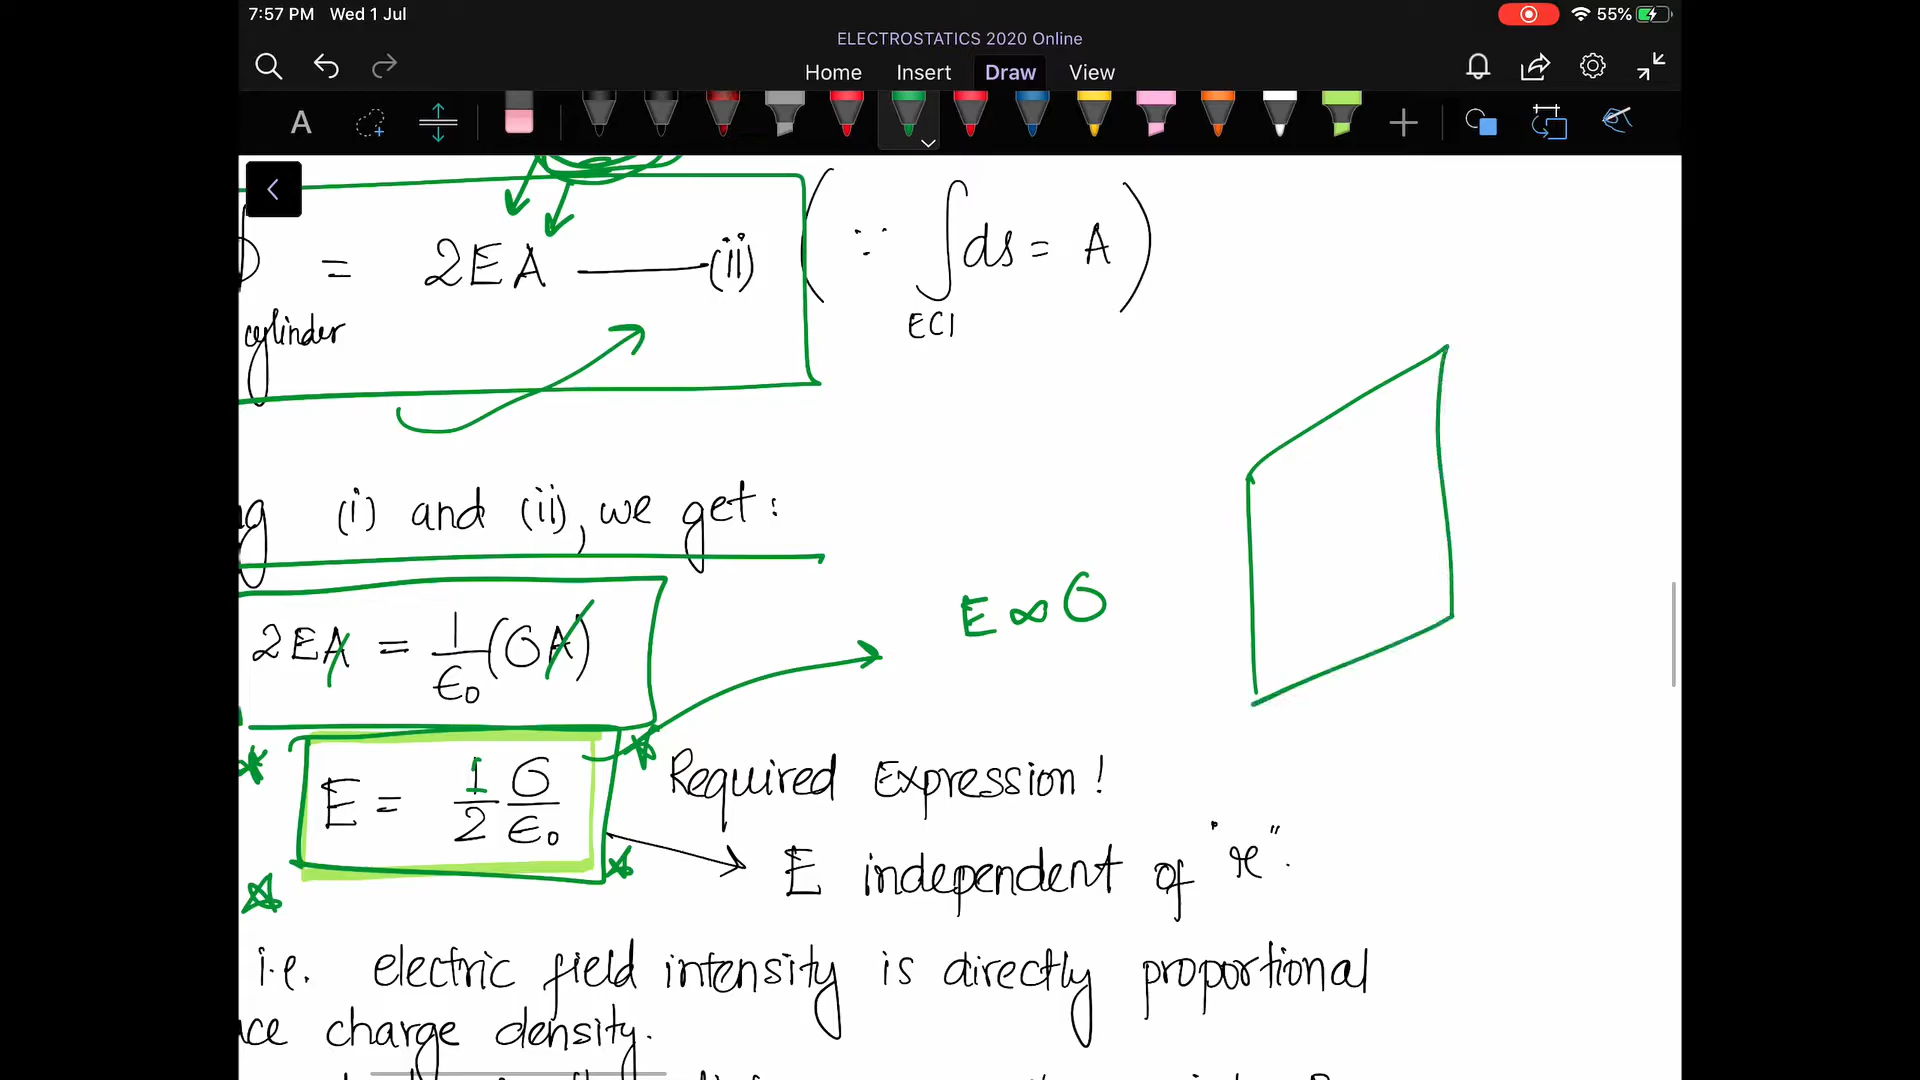 7:57 PM Wed 1 Jul
55%
ELECTROSTATICS 2020 Online
Home Insert Draw View
A
= 2EA —— (ii) (∵ ∫ds = A)
cylinder
ECI
g (i) and (ii), we get:
E ∝ σ
2EA = 1/ϵ₀ (σA)
E = 1/2 σ/ϵ₀
Required Expression!
E independent of "r".
i.e. electric field intensity is directly proportional
ce charge density.